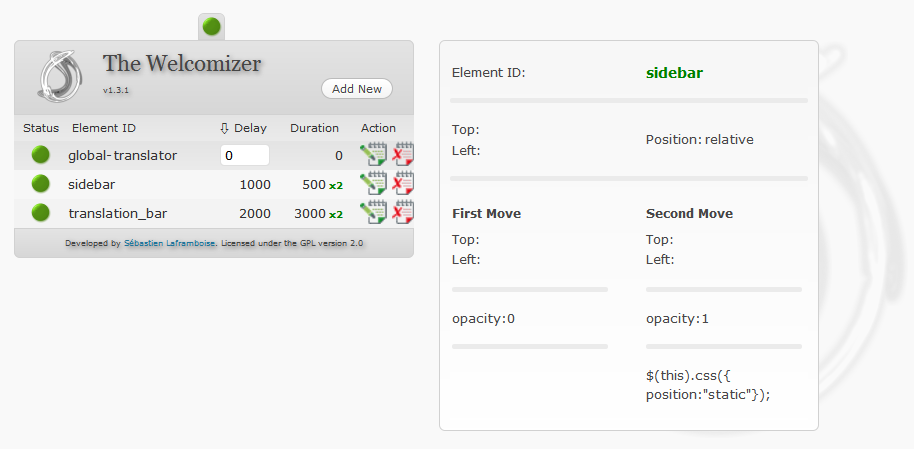 The Welcomizer
v1.3.1
Add New
Status Element ID ⇩ Delay Duration Action
global-translator 0 0
sidebar 1000 500 x2
translation_bar 2000 3000 x2
Developed by Sébastien Laframboise. Licensed under the GPL version 2.0
Element ID: sidebar
Top:
Left:
Position: relative
First Move
Top:
Left:
opacity:0
Second Move
Top:
Left:
opacity:1
$(this).css({
position:"static"});